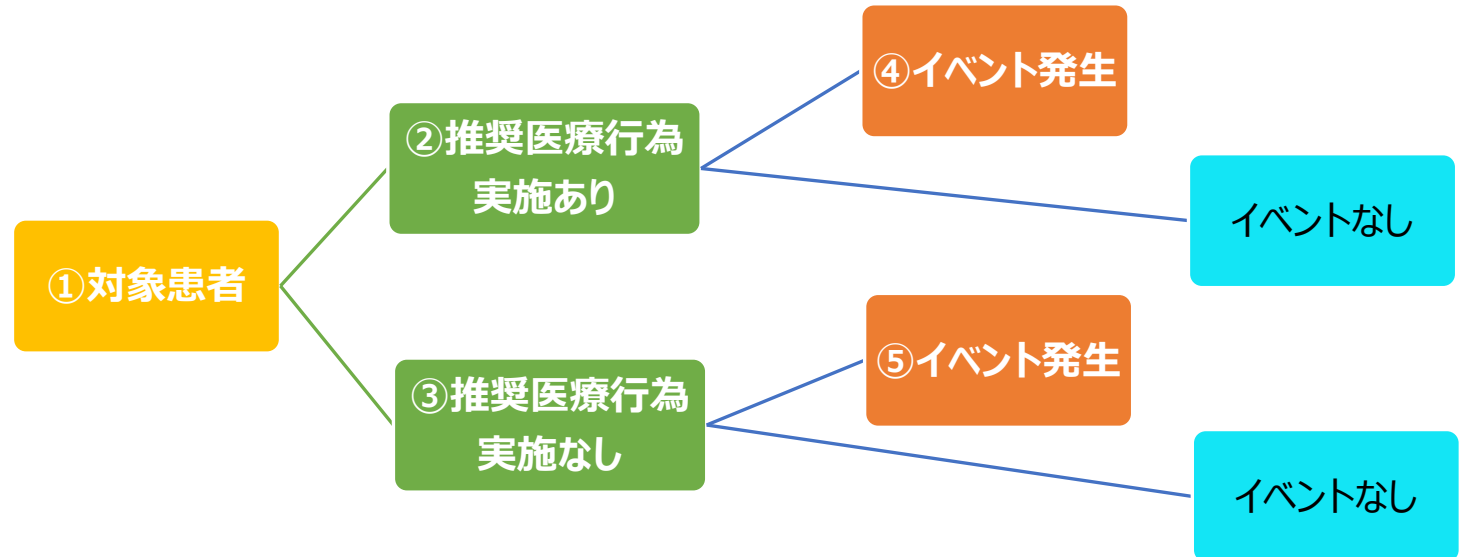 ①対象患者
②推奨医療行為
実施あり
④イベント発生
イベントなし
③推奨医療行為
実施なし
⑤イベント発生
イベントなし